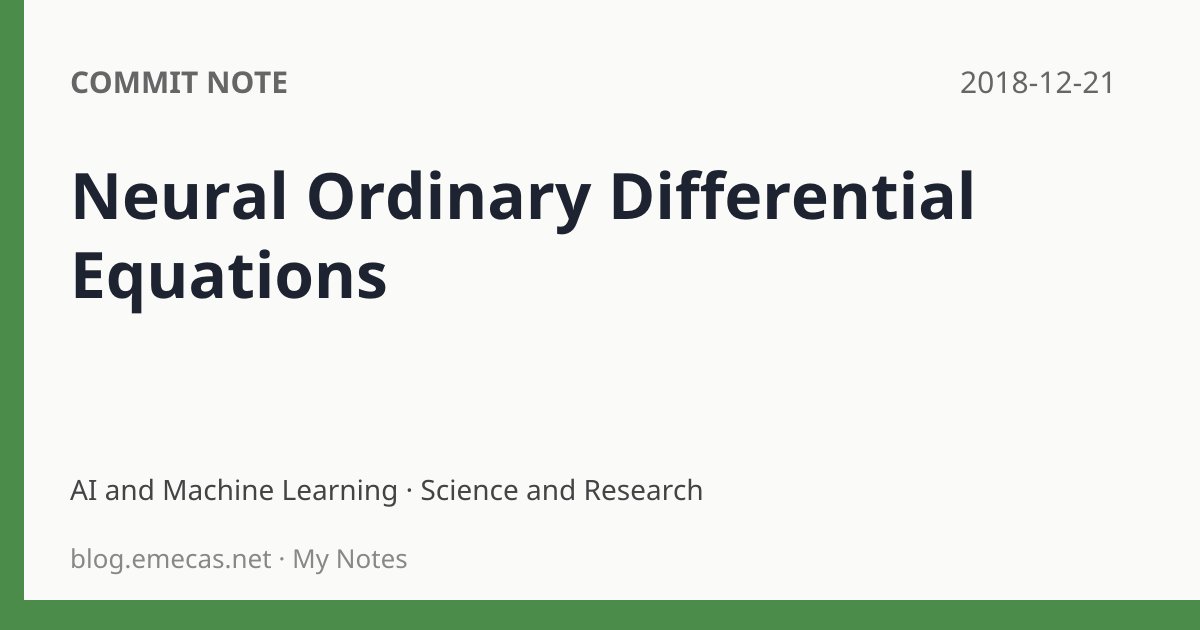 COMMIT NOTE
2018-12-21
Neural Ordinary Differential
Equations
AI and Machine Learning · Science and Research
blog.emecas.net · My Notes